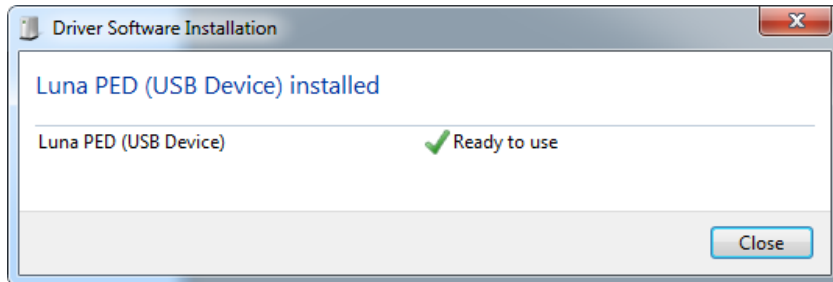 Driver Software Installation
Luna PED (USB Device) installed
Luna PED (USB Device) Ready to use
Close